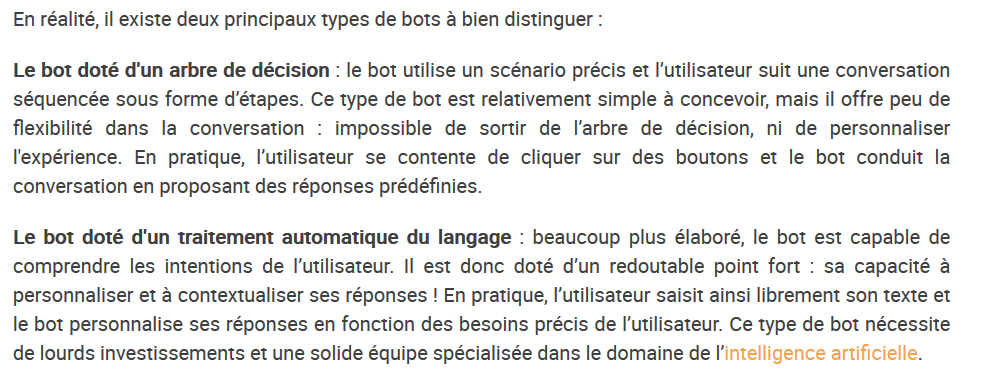 En réalité, il existe deux principaux types de bots à bien distinguer :
Le bot doté d'un arbre de décision : le bot utilise un scénario précis et l’utilisateur suit une conversation
séquencée sous forme d’étapes. Ce type de bot est relativement simple à concevoir, mais il offre peu de
flexibilité dans la conversation : impossible de sortir de l’arbre de décision, ni de personnaliser
l'expérience. En pratique, l’utilisateur se contente de cliquer sur des boutons et le bot conduit la
conversation en proposant des réponses prédéfinies.
Le bot doté d'un traitement automatique du langage : beaucoup plus élaboré, le bot est capable de
comprendre les intentions de l’utilisateur. Il est donc doté d’un redoutable point fort : sa capacité à
personnaliser et à contextualiser ses réponses ! En pratique, l’utilisateur saisit ainsi librement son texte et
le bot personnalise ses réponses en fonction des besoins précis de l’utilisateur. Ce type de bot nécessite
de lourds investissements et une solide équipe spécialisée dans le domaine de l’intelligence artificielle.